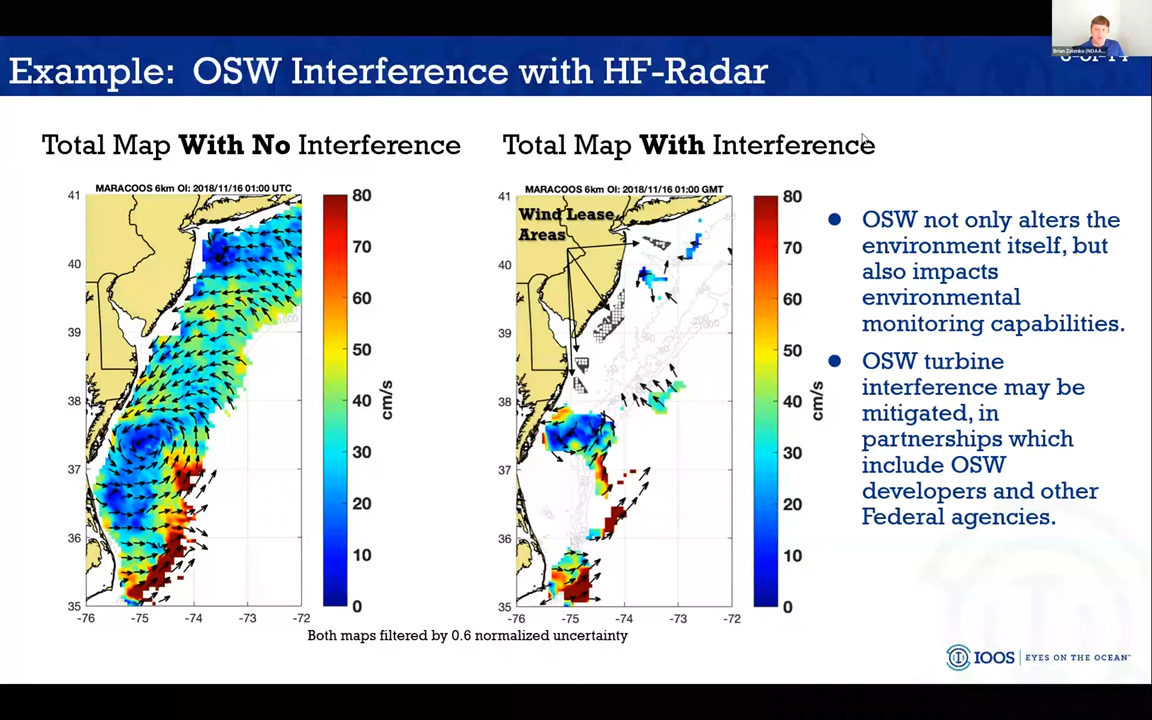 Brian Zelenke (NOAA...
Example: OSW Interference with HF-Radar
Total Map With No Interference
Total Map With Interference
MARACOOS 6km OI: 2018/11/16 01:00 UTC
41
40
39
38
37
36
35
-76
-75
-74
-73
-72
80
70
60
50
40
30
20
10
0
cm/s
MARACOOS 6km OI: 2018/11/16 01:00 GMT
Wind Lease
Areas
41
40
39
38
37
36
35
-76
-75
-74
-73
-72
80
70
60
50
40
30
20
10
0
cm/s
Both maps filtered by 0.6 normalized uncertainty
OSW not only alters the
environment itself, but
also impacts
environmental
monitoring capabilities.
OSW turbine
interference may be
mitigated, in
partnerships which
include OSW
developers and other
Federal agencies.
IOOS EYES ON THE OCEAN™